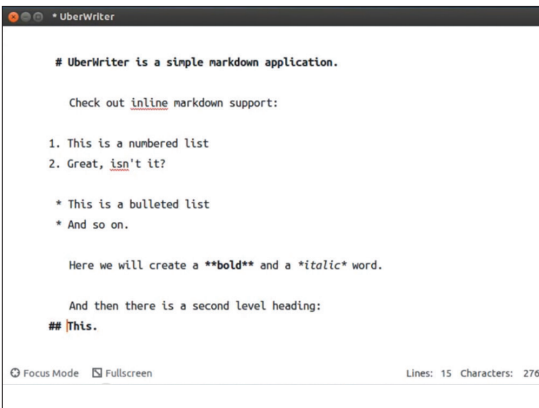 * UberWriter
# UberWriter is a simple markdown application.
Check out inline markdown support:
1. This is a numbered list
2. Great, isn't it?
* This is a bulleted list
* And so on.
Here we will create a **bold** and a *italic* word.
And then there is a second level heading:
## This.
Focus Mode Fullscreen Lines: 15 Characters: 276